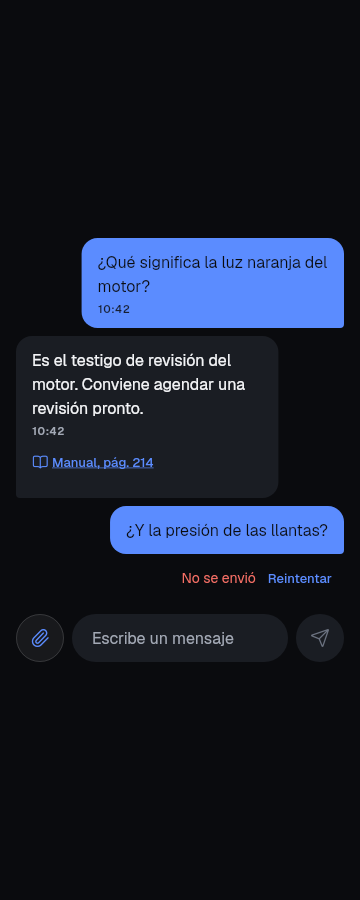 ¿Qué significa la luz naranja del
motor?
10:42
Es el testigo de revisión del
motor. Conviene agendar una
revisión pronto.
10:42
Manual, pág. 214
¿Y la presión de las llantas?
No se envió Reintentar
Escribe un mensaje